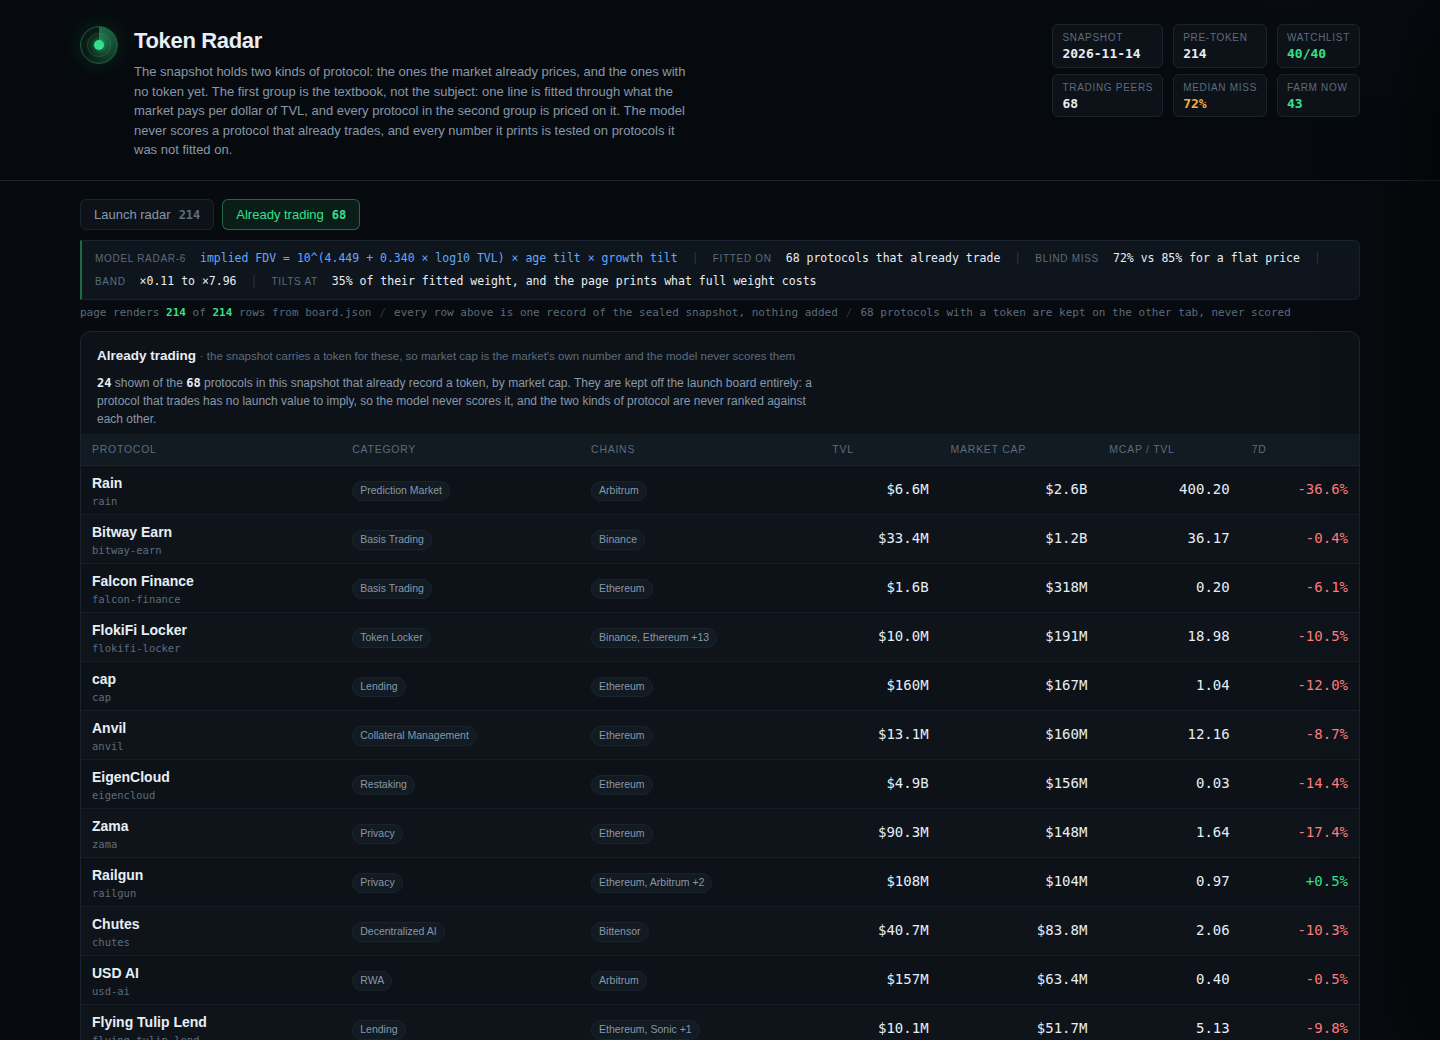 Token Radar
The snapshot holds two kinds of protocol: the ones the market already prices, and the ones with
no token yet. The first group is the textbook, not the subject: one line is fitted through what the
market pays per dollar of TVL, and every protocol in the second group is priced on it. The model
never scores a protocol that already trades, and every number it prints is tested on protocols it
was not fitted on.
SNAPSHOT PRE-TOKEN WATCHLIST
2026-11-14 214 40/40
TRADING PEERS MEDIAN MISS FARM NOW
68 72% 43
Launch radar 214 Already trading 68
MODEL RADAR-6 implied FDV = 10^(4.449 + 0.340 × log10 TVL) × age tilt × growth tilt | FITTED ON 68 protocols that already trade | BLIND MISS 72% vs 85% for a flat price |
BAND ×0.11 to ×7.96 | TILTS AT 35% of their fitted weight, and the page prints what full weight costs
page renders 214 of 214 rows from board.json / every row above is one record of the sealed snapshot, nothing added / 68 protocols with a token are kept on the other tab, never scored
Already trading · the snapshot carries a token for these, so market cap is the market's own number and the model never scores them
24 shown of the 68 protocols in this snapshot that already record a token, by market cap. They are kept off the launch board entirely: a
protocol that trades has no launch value to imply, so the model never scores it, and the two kinds of protocol are never ranked against
each other.
PROTOCOL CATEGORY CHAINS TVL MARKET CAP MCAP / TVL 7D
Rain Prediction Market Arbitrum $6.6M $2.6B 400.20 -36.6%
rain
Bitway Earn Basis Trading Binance $33.4M $1.2B 36.17 -0.4%
bitway-earn
Falcon Finance Basis Trading Ethereum $1.6B $318M 0.20 -6.1%
falcon-finance
FlokiFi Locker Token Locker Binance, Ethereum +13 $10.0M $191M 18.98 -10.5%
flokifi-locker
cap Lending Ethereum $160M $167M 1.04 -12.0%
cap
Anvil Collateral Management Ethereum $13.1M $160M 12.16 -8.7%
anvil
EigenCloud Restaking Ethereum $4.9B $156M 0.03 -14.4%
eigencloud
Zama Privacy Ethereum $90.3M $148M 1.64 -17.4%
zama
Railgun Privacy Ethereum, Arbitrum +2 $108M $104M 0.97 +0.5%
railgun
Chutes Decentralized AI Bittensor $40.7M $83.8M 2.06 -10.3%
chutes
USD AI RWA Arbitrum $157M $63.4M 0.40 -0.5%
usd-ai
Flying Tulip Lend Lending Ethereum, Sonic +1 $10.1M $51.7M 5.13 -9.8%
flying-tulip-lend